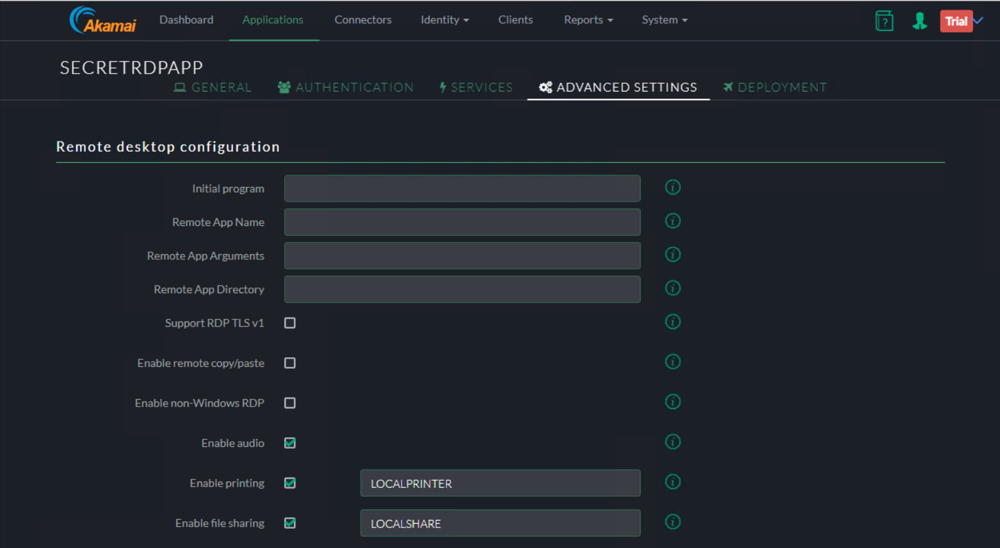 Akamai Dashboard Applications Connectors Identity Clients Reports System ? Trial
SECRETRDPAPP
GENERAL AUTHENTICATION SERVICES ADVANCED SETTINGS DEPLOYMENT
Remote desktop configuration
Initial program i
Remote App Name i
Remote App Arguments i
Remote App Directory i
Support RDP TLS v1 i
Enable remote copy/paste i
Enable non-Windows RDP i
Enable audio i
Enable printing LOCALPRINTER i
Enable file sharing LOCALSHARE i